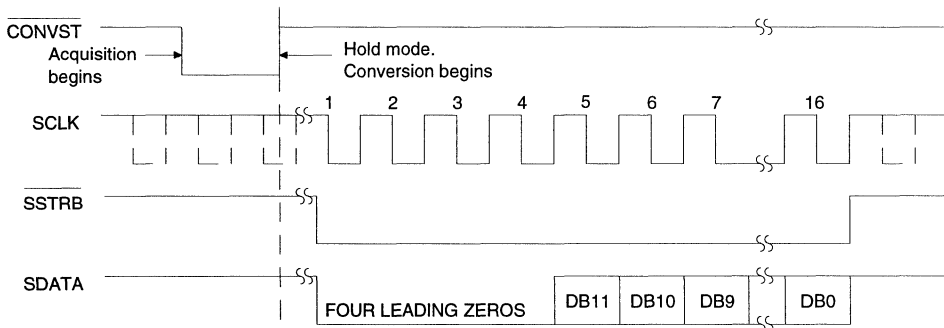 CONVST
Acquisition begins
Hold mode.
Conversion begins
1 2 3 4 5 6 7 16
SCLK
SSTRB
SDATA
FOUR LEADING ZEROS DB11 DB10 DB9 DB0